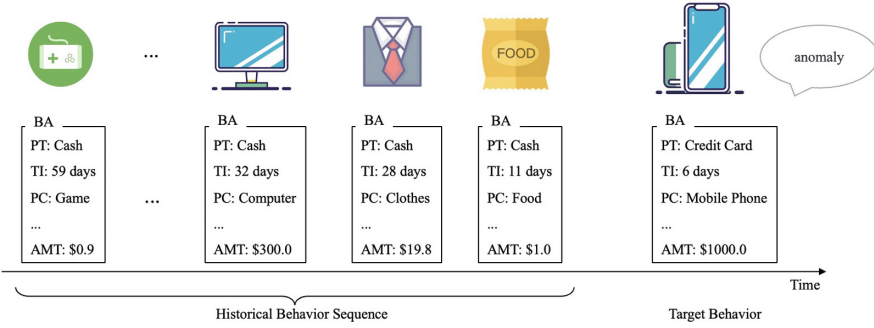 ...
FOOD
anomaly
BA
PT: Cash
TI: 59 days
PC: Game
...
AMT: $0.9
...
BA
PT: Cash
TI: 32 days
PC: Computer
...
AMT: $300.0
BA
PT: Cash
TI: 28 days
PC: Clothes
...
AMT: $19.8
BA
PT: Cash
TI: 11 days
PC: Food
...
AMT: $1.0
BA
PT: Credit Card
TI: 6 days
PC: Mobile Phone
...
AMT: $1000.0
Time
Historical Behavior Sequence
Target Behavior